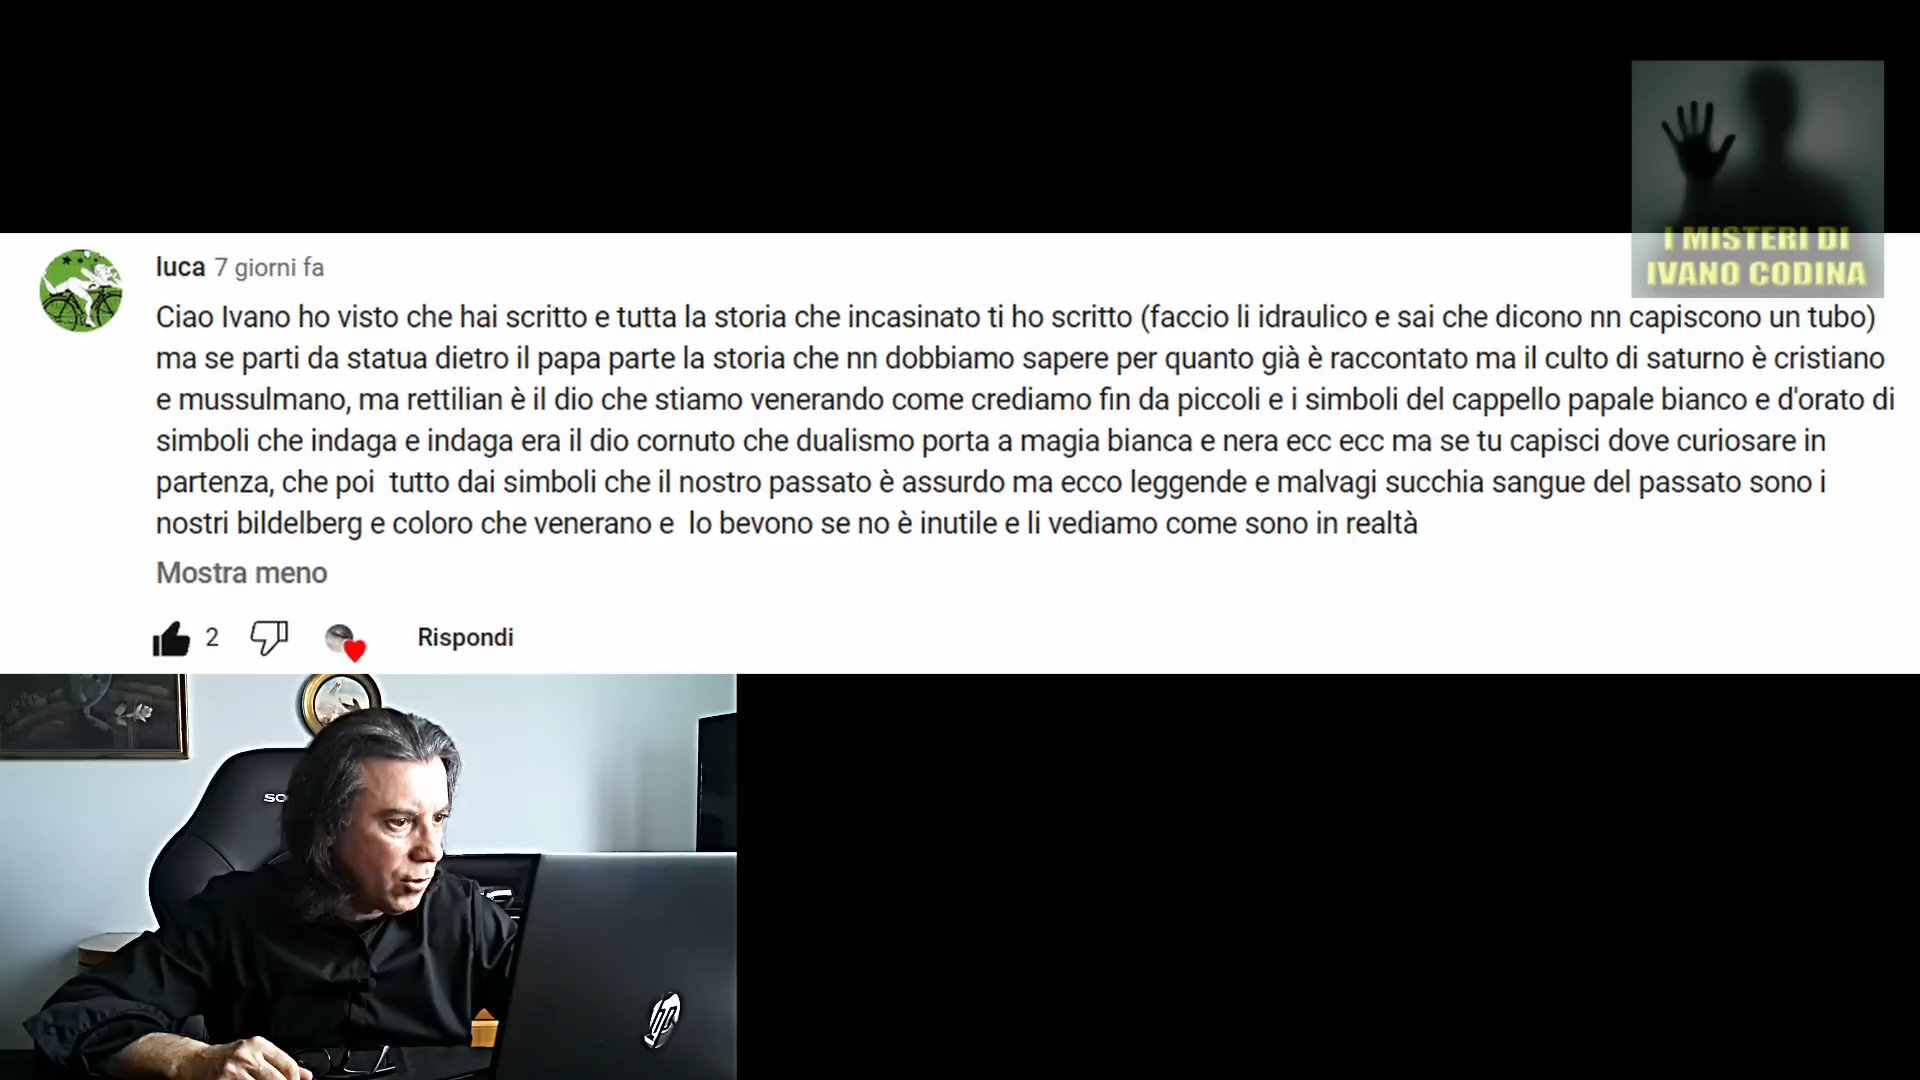 I MISTERI DI
IVANO CODINA
luca 7 giorni fa
Ciao Ivano ho visto che hai scritto e tutta la storia che incasinato ti ho scritto (faccio li idraulico e sai che dicono nn capiscono un tubo)
ma se parti da statua dietro il papa parte la storia che nn dobbiamo sapere per quanto già è raccontato ma il culto di saturno è cristiano
e mussulmano, ma rettilian è il dio che stiamo venerando come crediamo fin da piccoli e i simboli del cappello papale bianco e d'orato di
simboli che indaga e indaga era il dio cornuto che dualismo porta a magia bianca e nera ecc ecc ma se tu capisci dove curiosare in
partenza, che poi  tutto dai simboli che il nostro passato è assurdo ma ecco leggende e malvagi succhia sangue del passato sono i
nostri bildelberg e coloro che venerano e  lo bevono se no è inutile e li vediamo come sono in realtà
Mostra meno
2
Rispondi
SO
hp